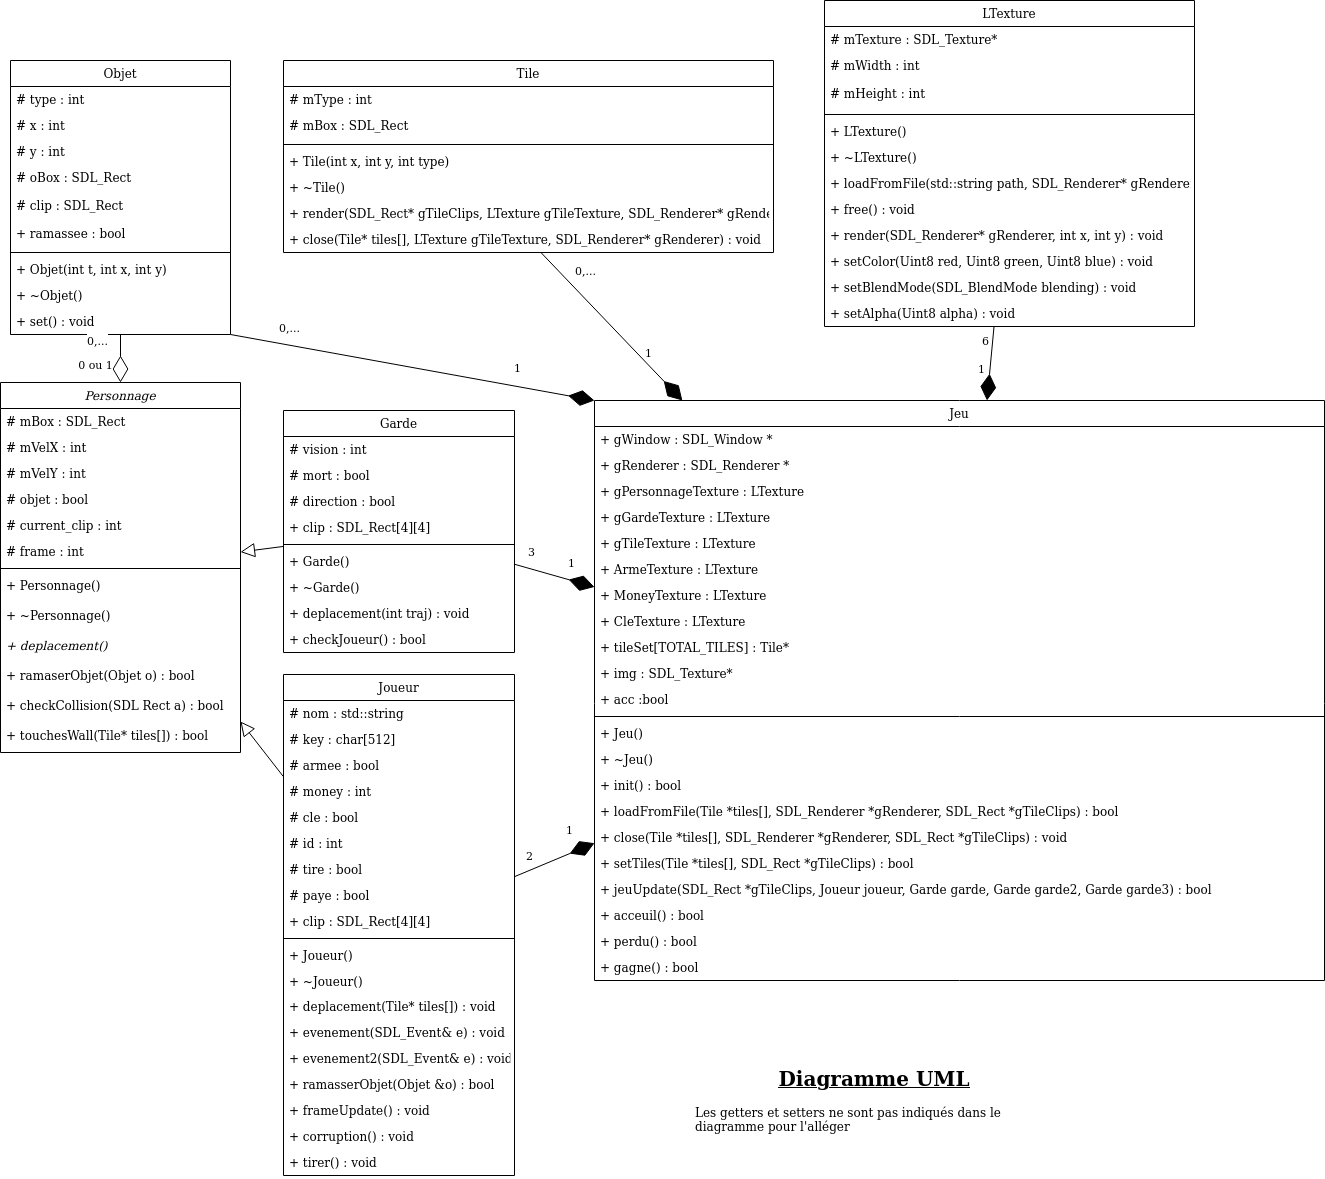 LTexture
# mTexture : SDL_Texture*
# mWidth : int
# mHeight : int
+ LTexture()
+ ~LTexture()
+ loadFromFile(std::string path, SDL_Renderer* gRendere
+ free() : void
+ render(SDL_Renderer* gRenderer, int x, int y) : void
+ setColor(Uint8 red, Uint8 green, Uint8 blue) : void
+ setBlendMode(SDL_BlendMode blending) : void
+ setAlpha(Uint8 alpha) : void
Objet
# type : int
# x : int
# y : int
# oBox : SDL_Rect
# clip : SDL_Rect
+ ramassee : bool
+ Objet(int t, int x, int y)
+ ~Objet()
+ set() : void
Tile
# mType : int
# mBox : SDL_Rect
+ Tile(int x, int y, int type)
+ ~Tile()
+ render(SDL_Rect* gTileClips, LTexture gTileTexture, SDL_Renderer* gRende
+ close(Tile* tiles[], LTexture gTileTexture, SDL_Renderer* gRenderer) : void
0,...
0,...
0,...
6
1
1
1
0 ou 1
Personnage
# mBox : SDL_Rect
# mVelX : int
# mVelY : int
# objet : bool
# current_clip : int
# frame : int
+ Personnage()
+ ~Personnage()
+ deplacement()
+ ramaserObjet(Objet o) : bool
+ checkCollision(SDL Rect a) : bool
+ touchesWall(Tile* tiles[]) : bool
Garde
# vision : int
# mort : bool
# direction : bool
+ clip : SDL_Rect[4][4]
+ Garde()
+ ~Garde()
+ deplacement(int traj) : void
+ checkJoueur() : bool
3
1
Joueur
# nom : std::string
# key : char[512]
# armee : bool
# money : int
# cle : bool
# id : int
# tire : bool
# paye : bool
+ clip : SDL_Rect[4][4]
+ Joueur()
+ ~Joueur()
+ deplacement(Tile* tiles[]) : void
+ evenement(SDL_Event& e) : void
+ evenement2(SDL_Event& e) : void
+ ramasserObjet(Objet &o) : bool
+ frameUpdate() : void
+ corruption() : void
+ tirer() : void
1
2
Jeu
+ gWindow : SDL_Window *
+ gRenderer : SDL_Renderer *
+ gPersonnageTexture : LTexture
+ gGardeTexture : LTexture
+ gTileTexture : LTexture
+ ArmeTexture : LTexture
+ MoneyTexture : LTexture
+ CleTexture : LTexture
+ tileSet[TOTAL_TILES] : Tile*
+ img : SDL_Texture*
+ acc :bool
+ Jeu()
+ ~Jeu()
+ init() : bool
+ loadFromFile(Tile *tiles[], SDL_Renderer *gRenderer, SDL_Rect *gTileClips) : bool
+ close(Tile *tiles[], SDL_Renderer *gRenderer, SDL_Rect *gTileClips) : void
+ setTiles(Tile *tiles[], SDL_Rect *gTileClips) : bool
+ jeuUpdate(SDL_Rect *gTileClips, Joueur joueur, Garde garde, Garde garde2, Garde garde3) : bool
+ acceuil() : bool
+ perdu() : bool
+ gagne() : bool
Diagramme UML
Les getters et setters ne sont pas indiqués dans le
diagramme pour l'alléger